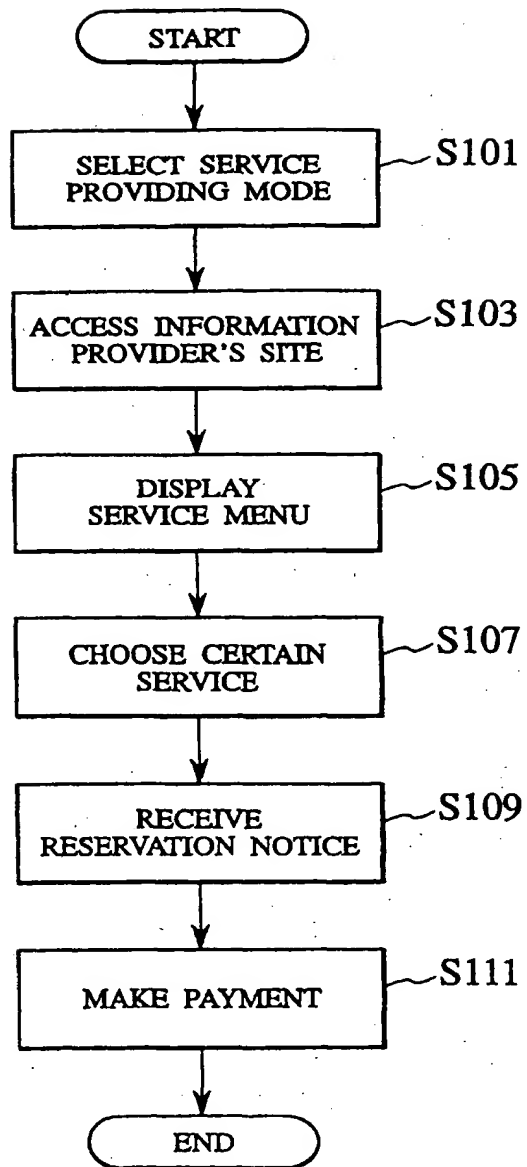 START
SELECT SERVICE
PROVIDING MODE
S101
ACCESS INFORMATION
PROVIDER'S SITE
S103
DISPLAY
SERVICE MENU
S105
CHOOSE CERTAIN
SERVICE
S107
RECEIVE
RESERVATION NOTICE
S109
MAKE PAYMENT
S111
END